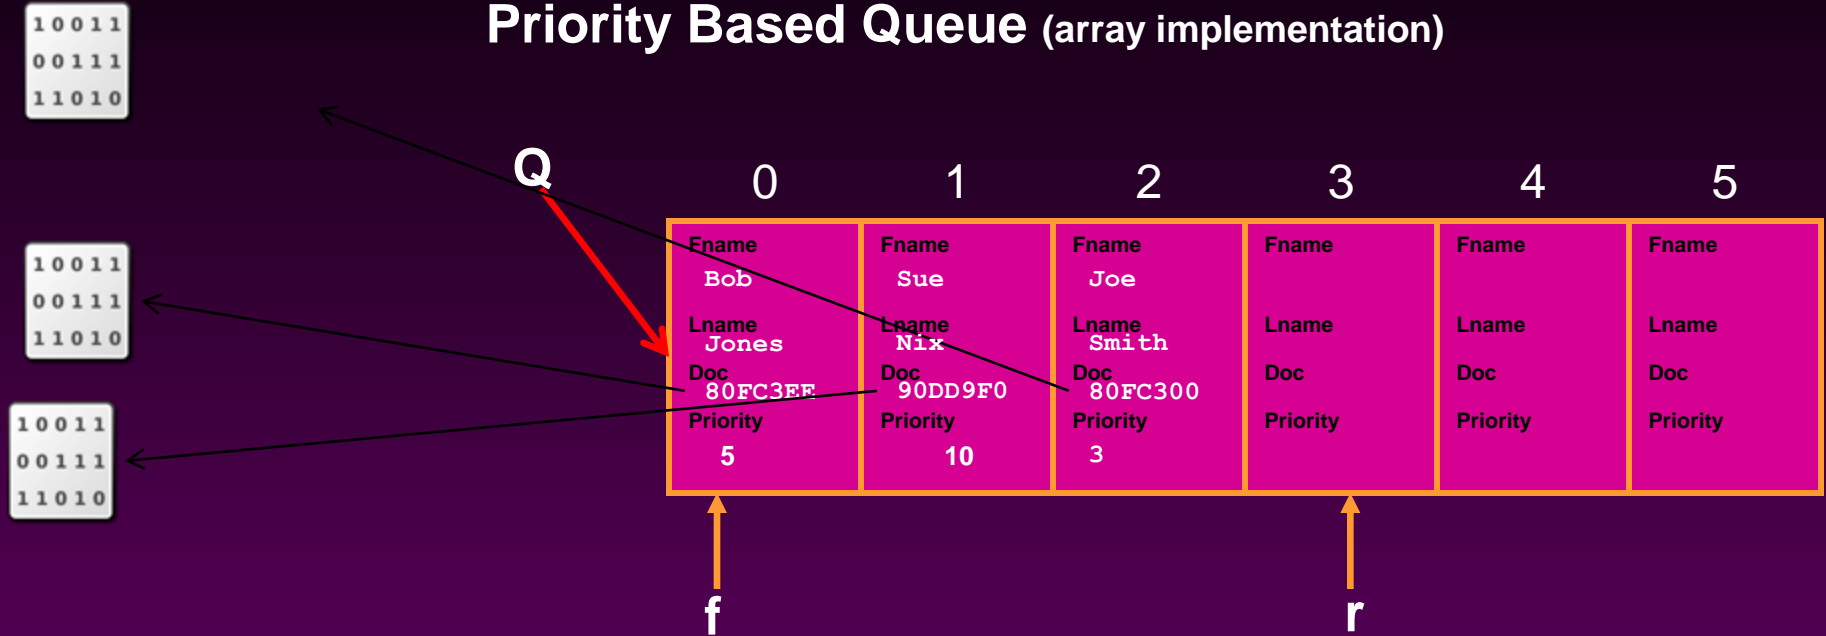 Priority Based Queue (array implementation)
10011
00111
11010
Q
0 1 2 3 4 5
Fname Fname Fname Fname Fname Fname
Bob Sue Joe
10011
00111
11010
Lname Lname Lname Lname Lname Lname
Jones Nix Smith
Doc Doc Doc Doc Doc Doc
80FC3EE 90DD9F0 80FC300
Priority Priority Priority Priority Priority Priority
5 10 3
10011
00111
11010
f r